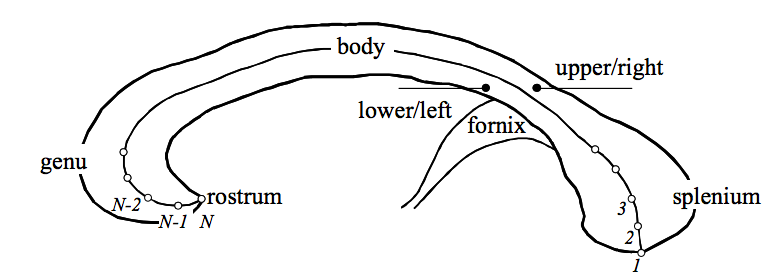 body
upper/right
lower/left
fornix
genu
rostrum
splenium
N-2
N-1 N
3
2
1